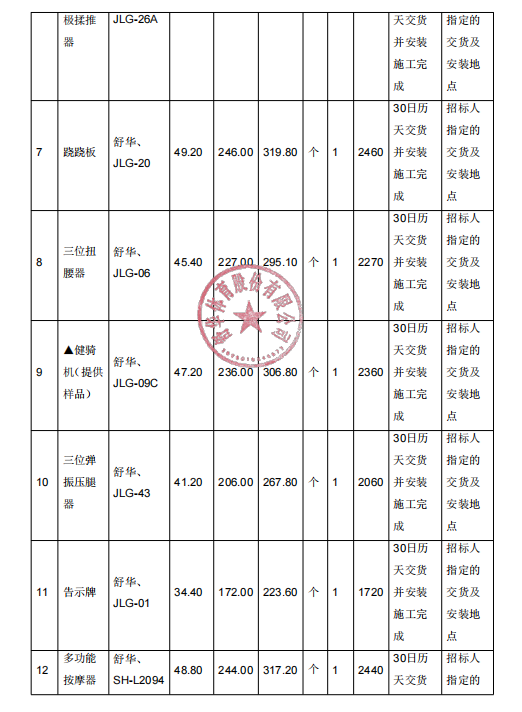 极揉推 JLG-26A 天交货 指定的
器 并安装 交货及
施工完 安装地
成 点
30日历 招标人
舒华、 天交货 指定的
7 跷跷板 49.20 246.00 319.80 个 1 2460 并安装 交货及
JLG-20 施工完 安装地
成 点
30日历 招标人
三位扭 舒华、 天交货 指定的
8 45.40 227.00 295.10 个 1 2270 并安装 交货及
腰器 JLG-06 施工完 安装地
成 点
体育股份有限公司
30日历 招标人
▲健骑 舒华、 天交货 指定的
9 机（提供 47.20 236.00 306.80 个 1 2360 并安装 交货及
样品） JLG-09C 施工完 安装地
成 点
30日历 招标人
三位弹 舒华、 天交货 指定的
10 振压腿 41.20 206.00 267.80 个 1 2060 并安装 交货及
器 JLG-43 施工完 安装地
成 点
30日历 招标人
舒华、 天交货 指定的
11 告示牌 34.40 172.00 223.60 个 1 1720 并安装 交货及
JLG-01 施工完 安装地
成 点
多功能 舒华、 30日历 招标人
12 48.80 244.00 317.20 个 1 2440
按摩器 SH-L2094 天交货 指定的